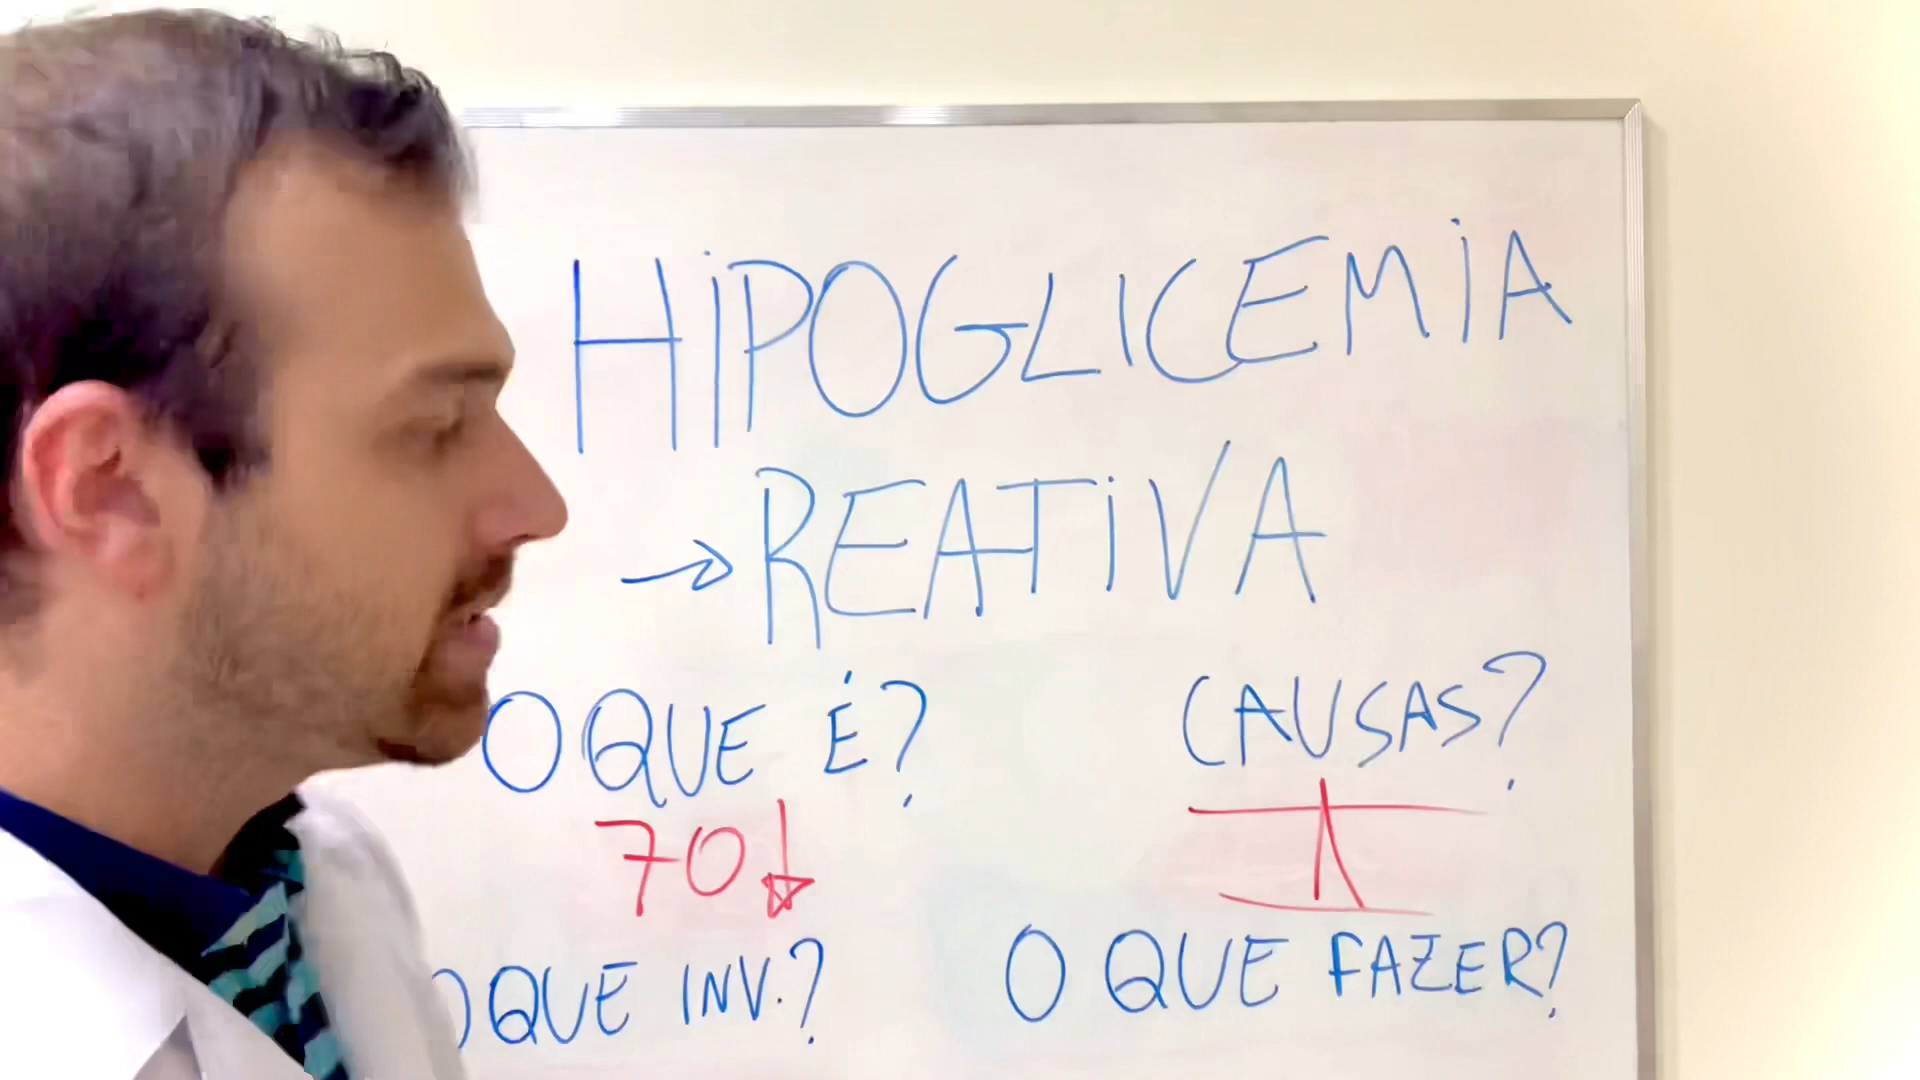 HIPOGLICEMIA
→ REATIVA
O QUE É? CAUSAS?
70↓
O QUE INV.? O QUE FAZER?